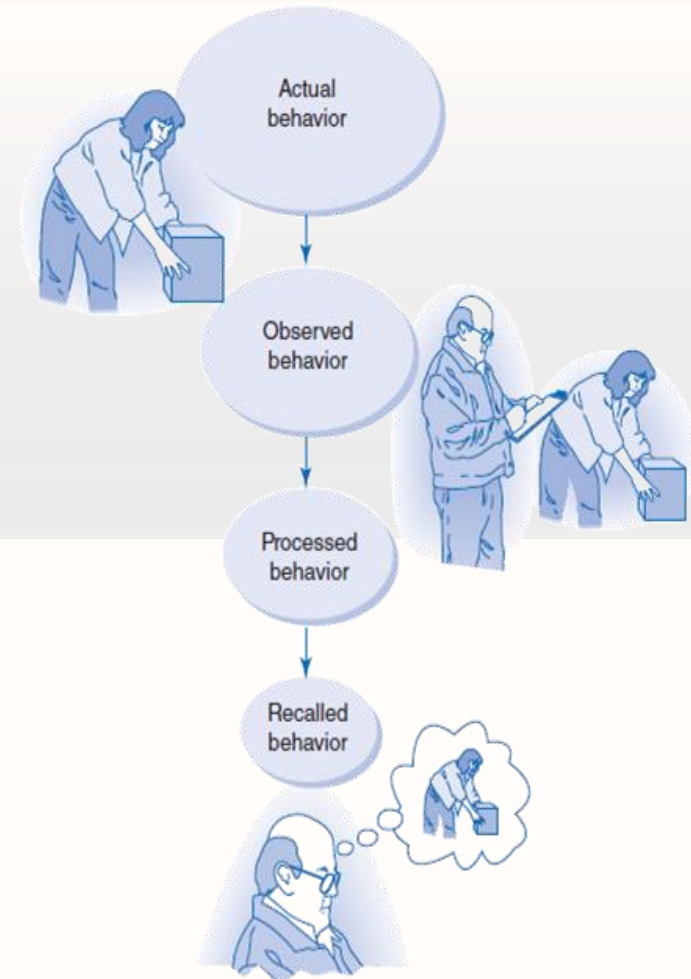 Actual
behavior
Observed
behavior
Processed
behavior
Recalled
behavior